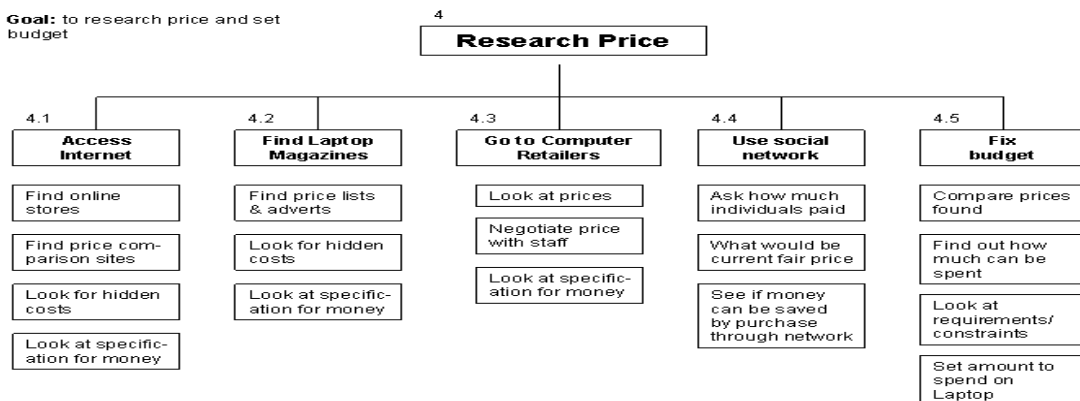 Goal: to research price and set
budget
4
Research Price
4.1
Access
Internet
Find online
stores
Find price com-
parison sites
Look for hidden
costs
Look at specific-
ation for money
4.2
Find Laptop
Magazines
Find price lists
& adverts
Look for hidden
costs
Look at specific-
ation for money
4.3
Go to Computer
Retailers
Look at prices
Negotiate price
with staff
Look at specific-
ation for money
4.4
Use social
network
Ask how much
individuals paid
What would be
current fair price
See if money
can be saved
by purchase
through network
4.5
Fix
budget
Compare prices
found
Find out how
much can be
spent
Look at
requirements/
constraints
Set amount to
spend on
Laptop